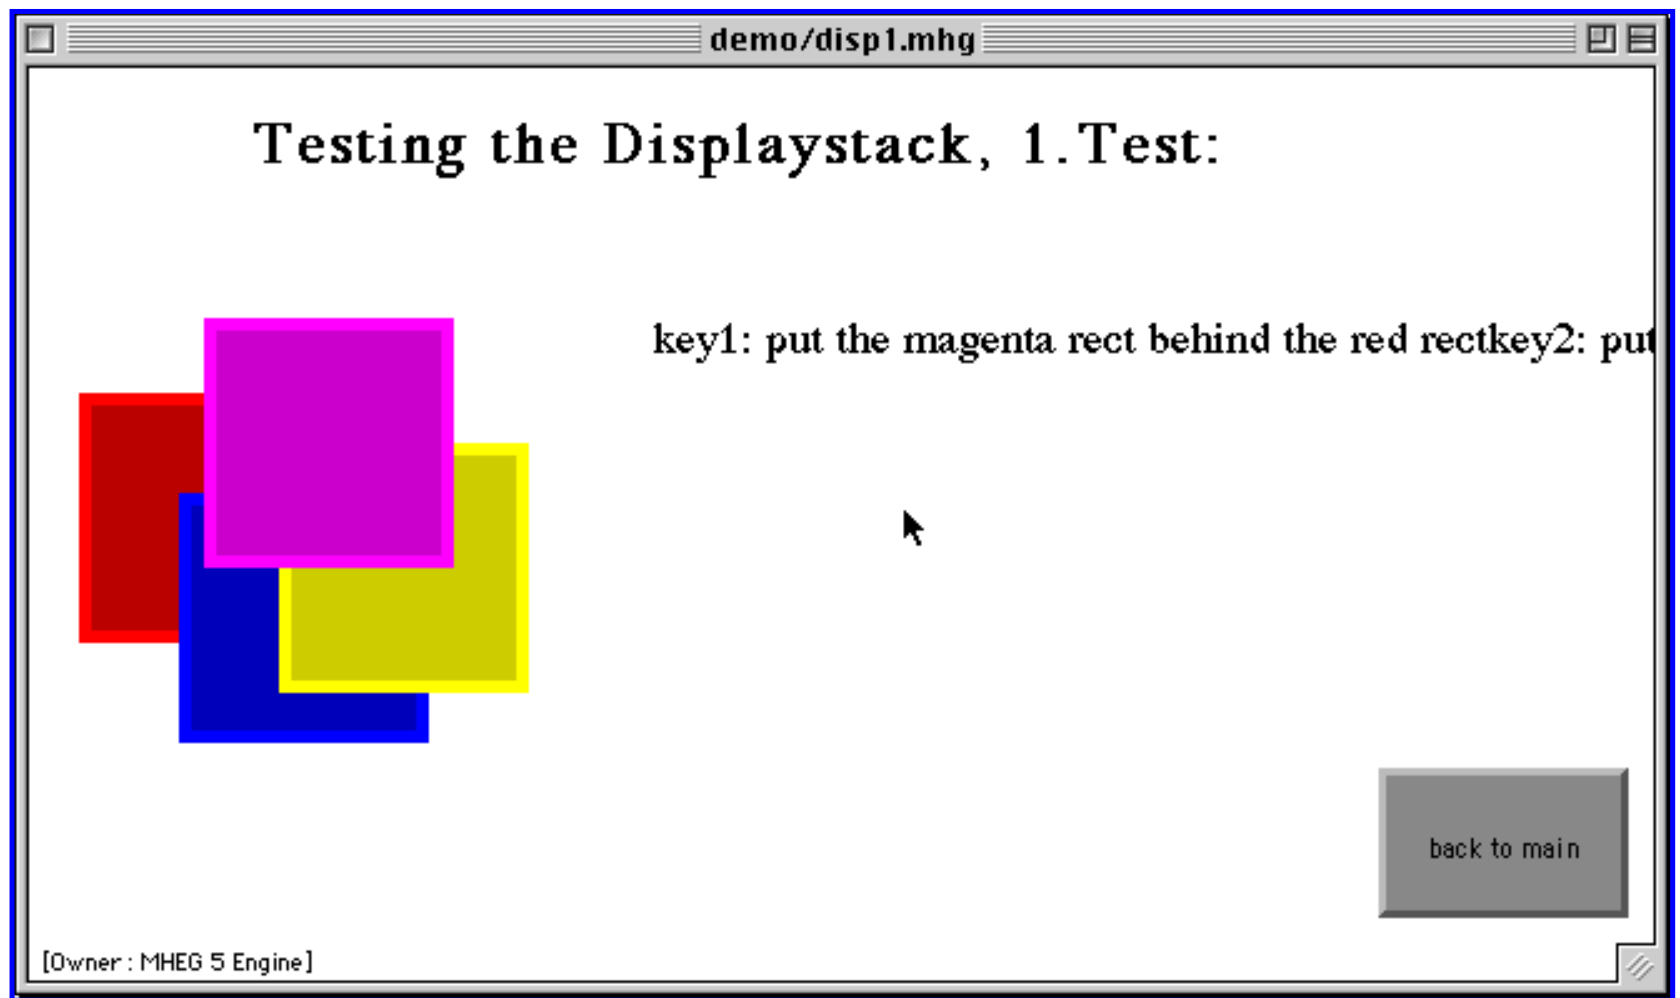 demo/disp1.mhg
Testing the Displaystack, 1.Test:
key1: put the magenta rect behind the red rectkey2: put
back to main
[Owner: MHEG 5 Engine]